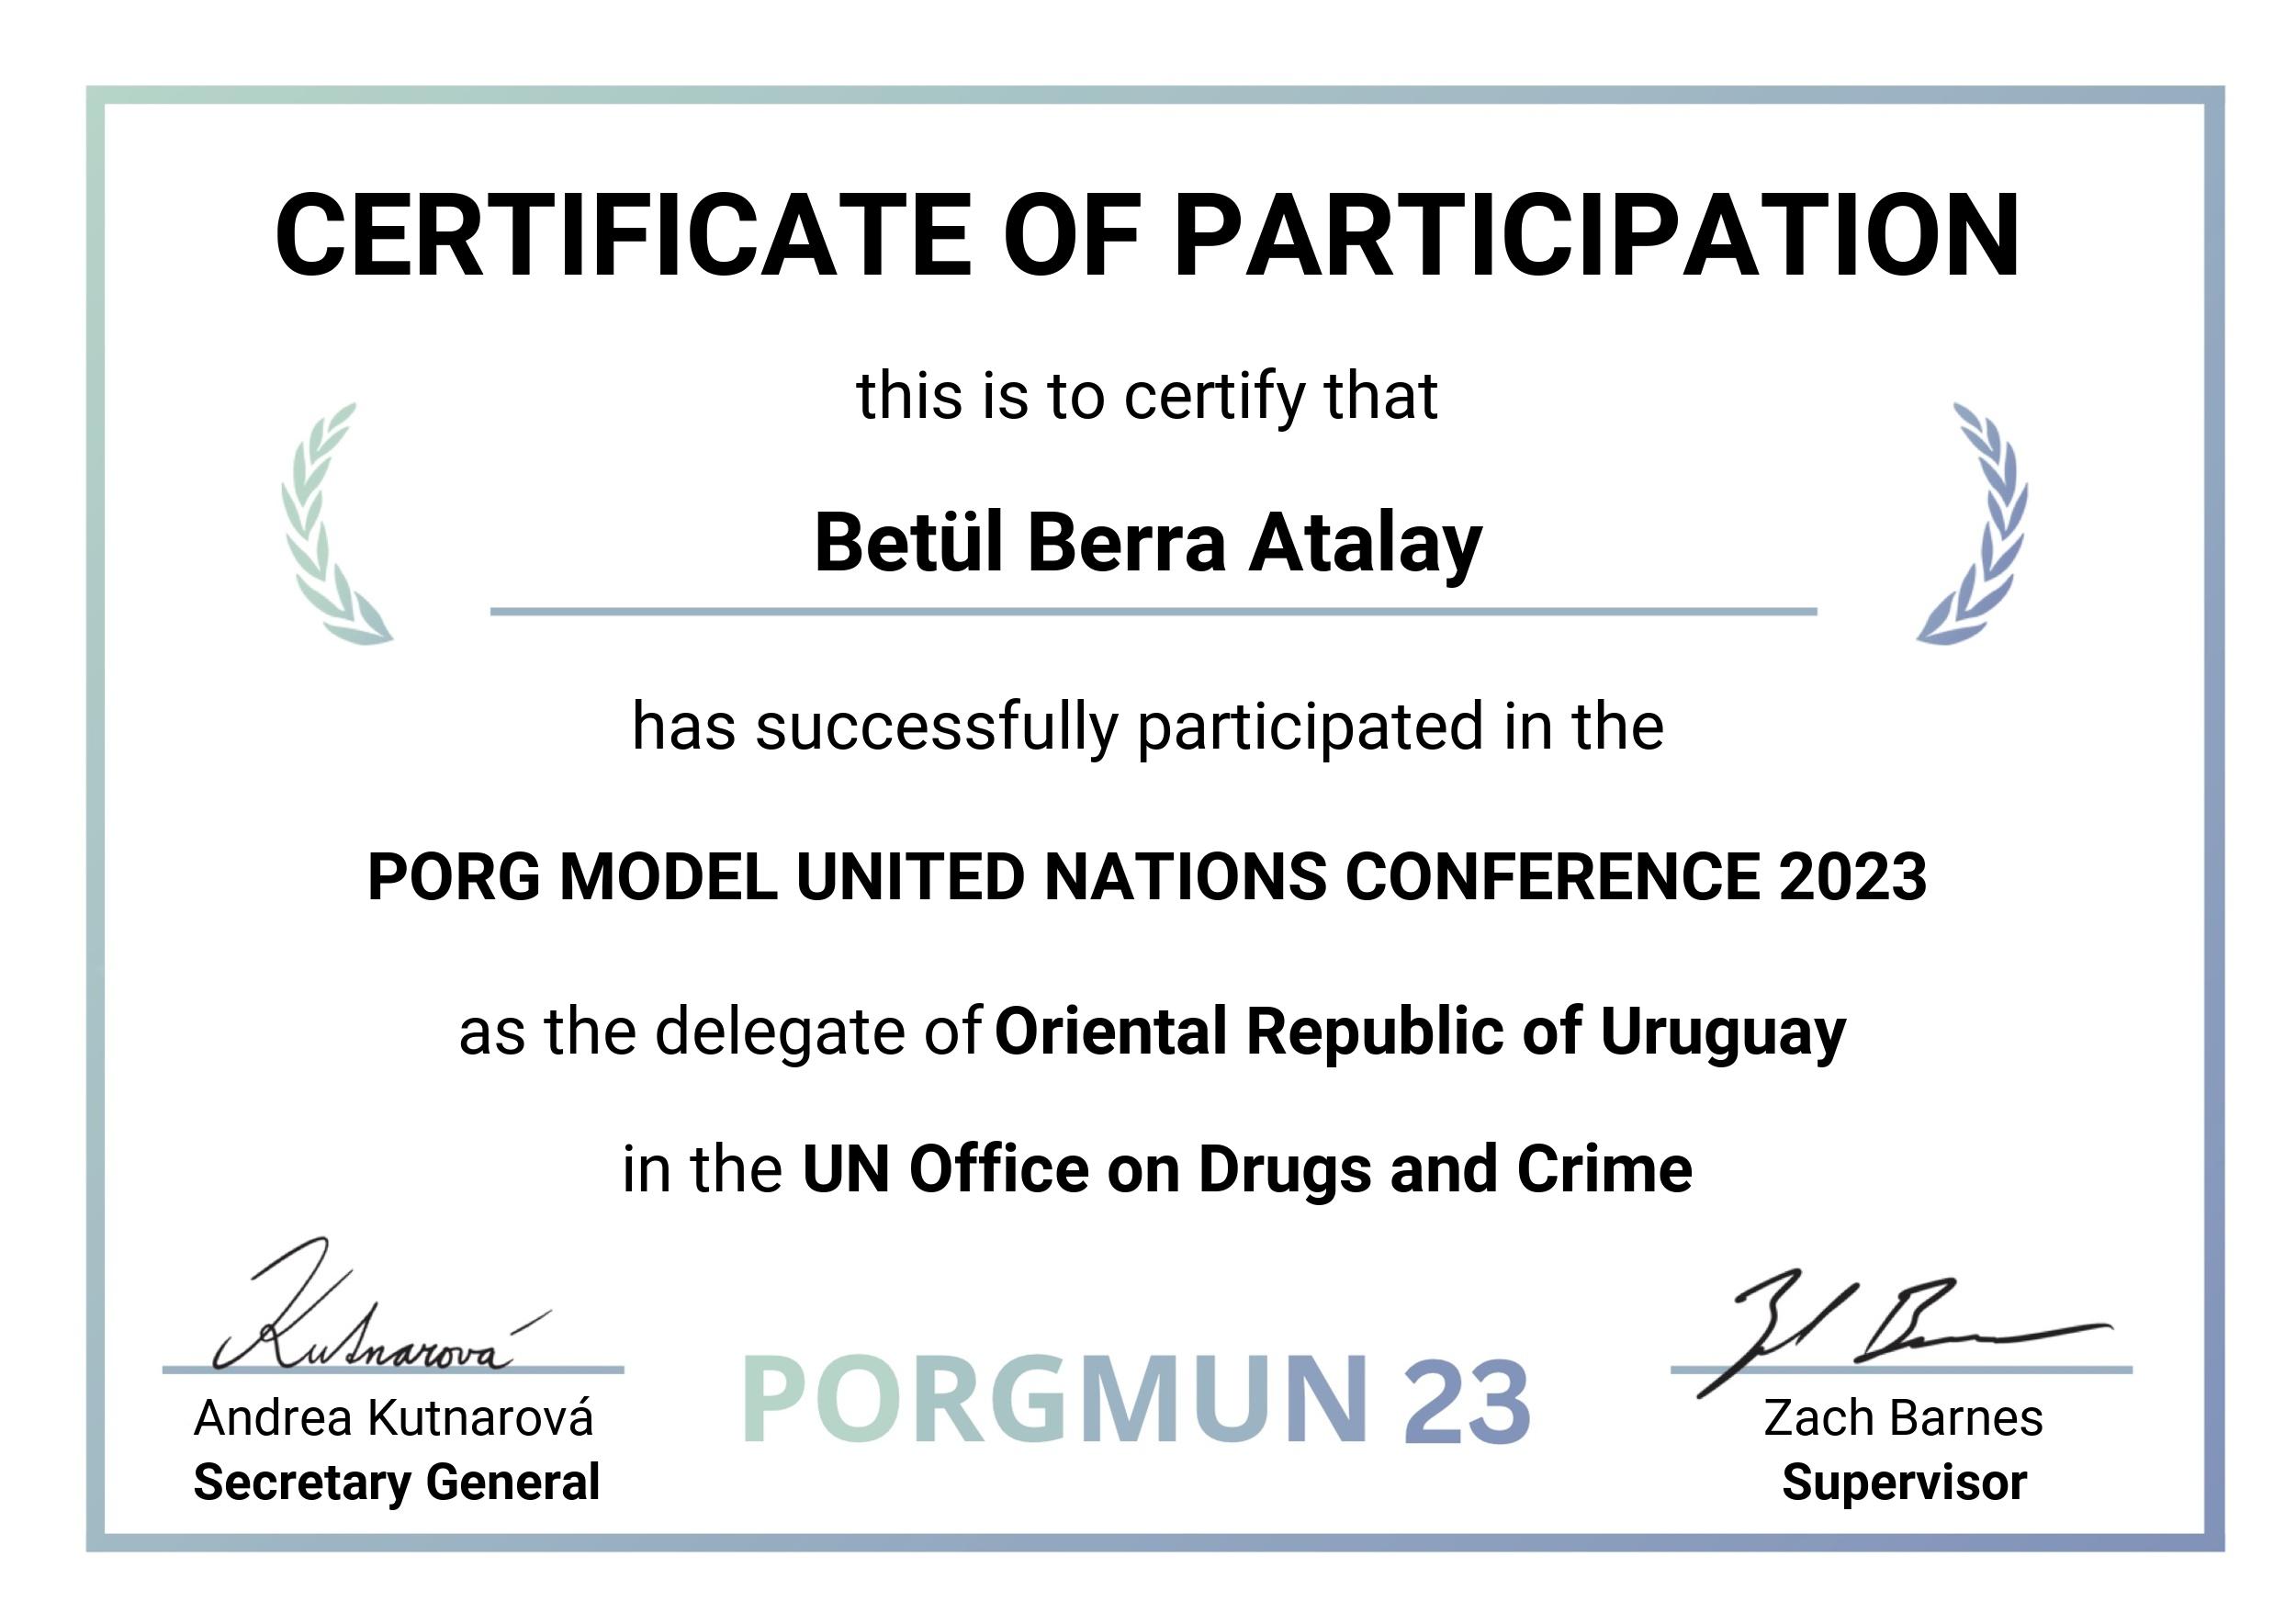 CERTIFICATE OF PARTICIPATION
this is to certify that
Betül Berra Atalay
has successfully participated in the
PORG MODEL UNITED NATIONS CONFERENCE 2023
as the delegate of Oriental Republic of Uruguay
in the UN Office on Drugs and Crime
Kutnarová
Andrea Kutnarová
Secretary General
PORGMUN 23
Zach Barnes
Supervisor